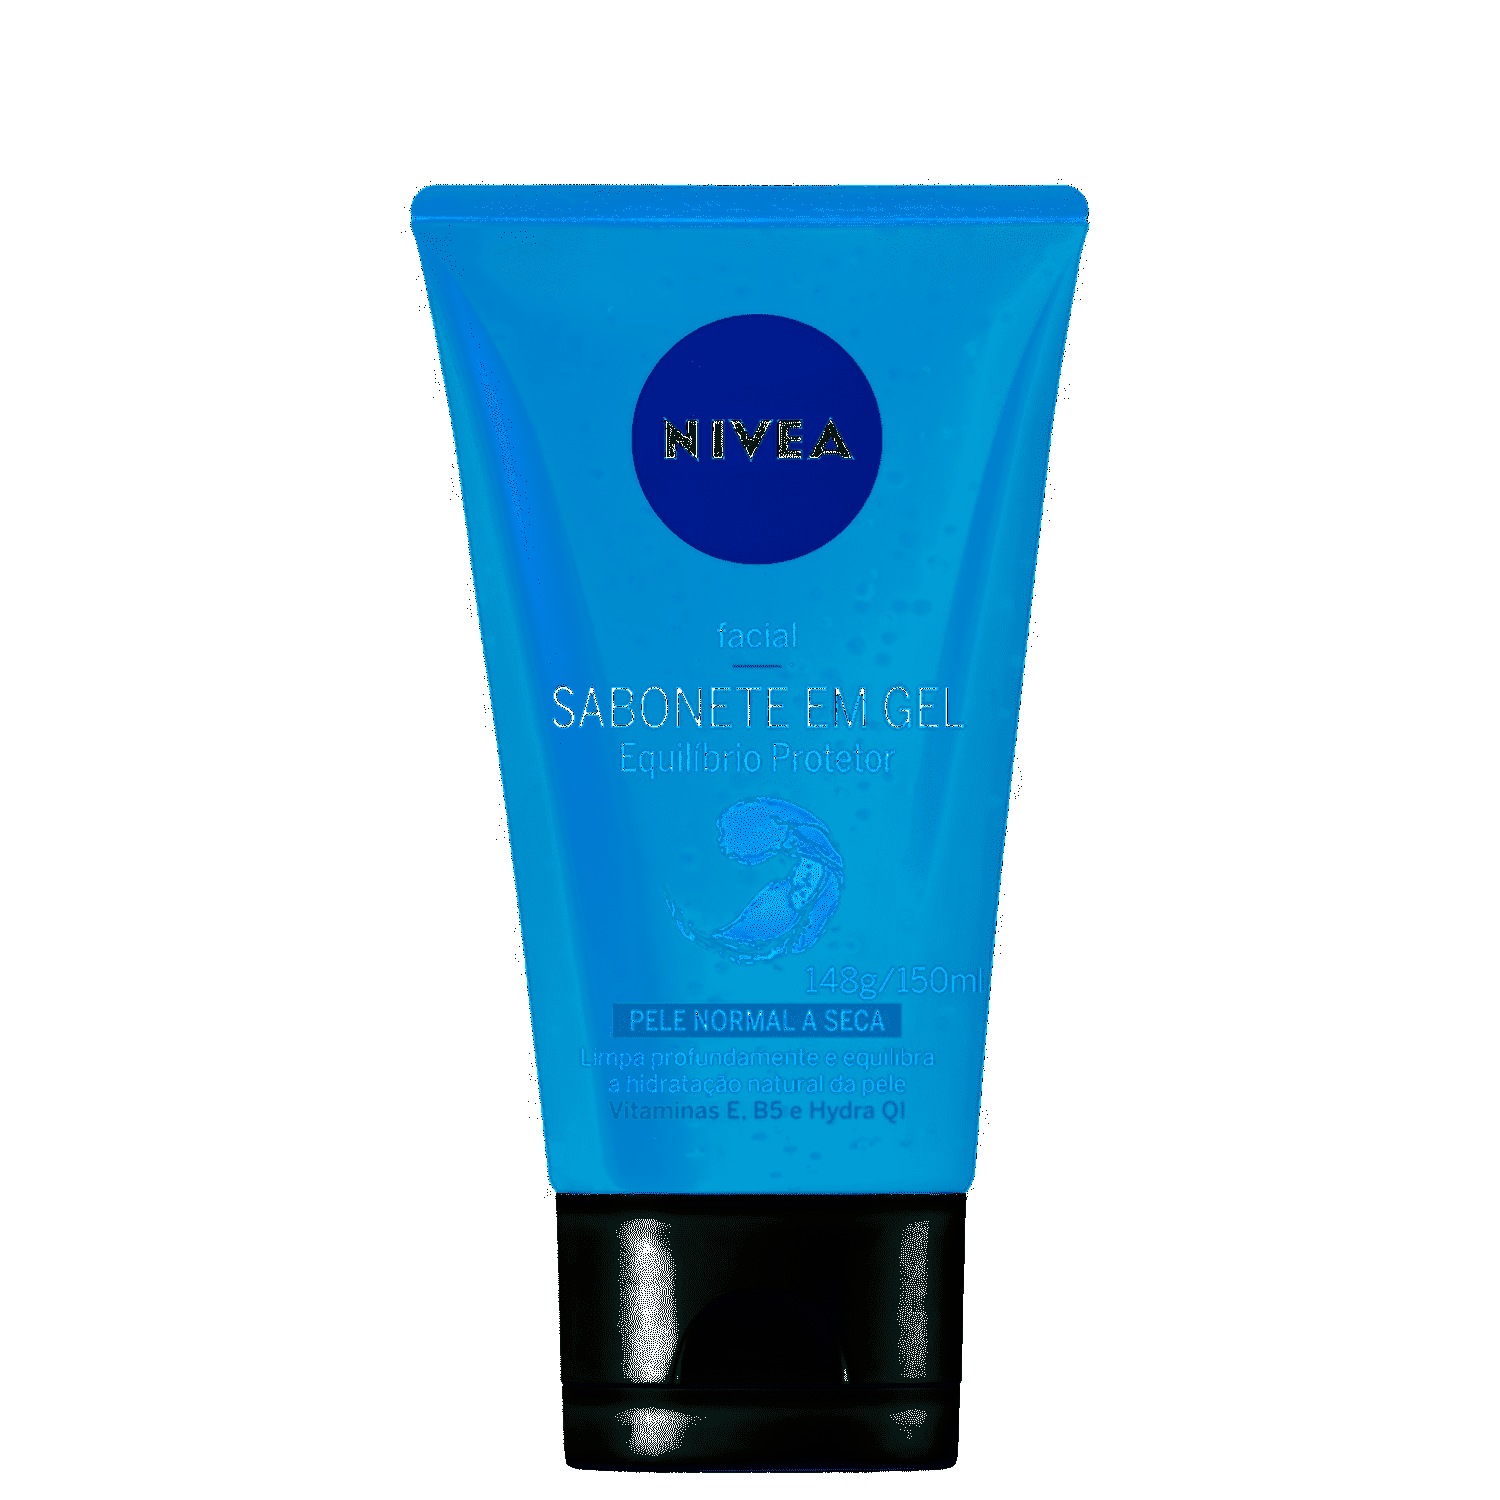 NIVEA
facial
SABONETE EM GEL
Equilíbrio Protetor
148g/150ml
PELE NORMAL A SECA
Limpa profundamente e equilibra
a hidratação natural da pele
Vitaminas E, B5 e Hydra QI